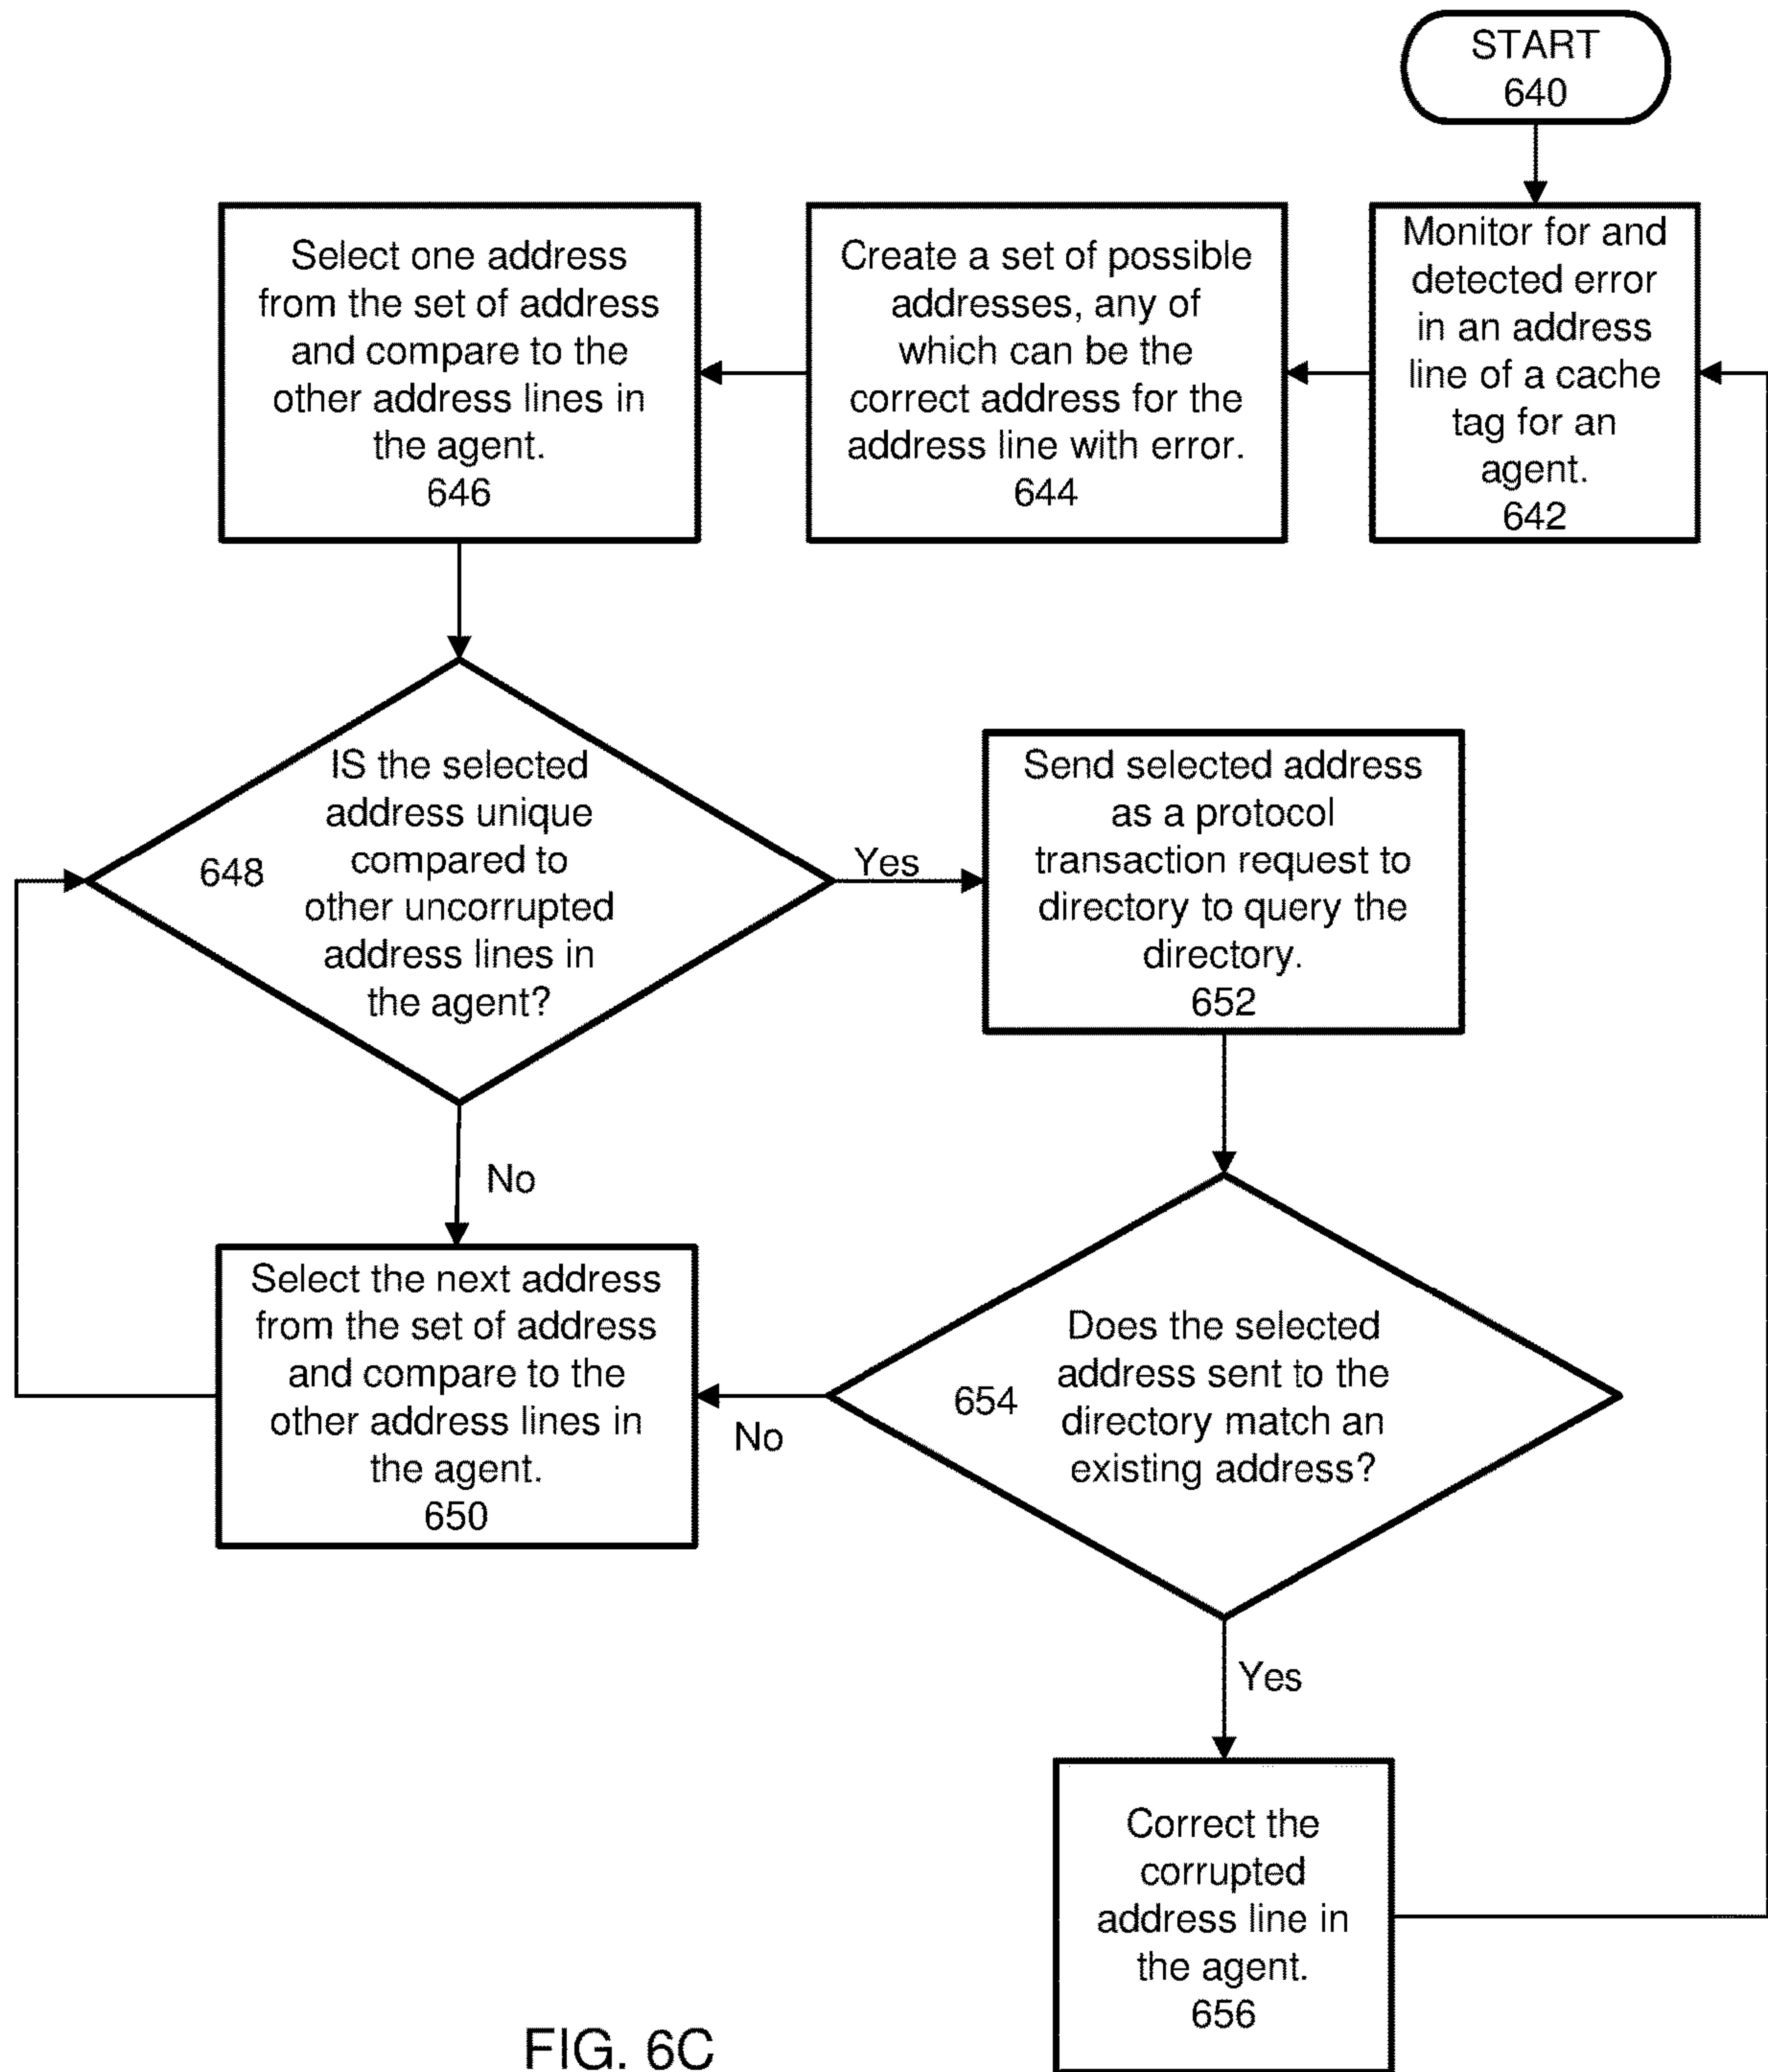 START
640
Monitor for and
detected error
in an address
line of a cache
tag for an
agent.
642
Create a set of possible
addresses, any of
which can be the
correct address for the
address line with error.
644
Select one address
from the set of address
and compare to the
other address lines in
the agent.
646
IS the selected
address unique
compared to
other uncorrupted
address lines in
the agent?
648
Yes
No
Send selected address
as a protocol
transaction request to
directory to query the
directory.
652
Select the next address
from the set of address
and compare to the
other address lines in
the agent.
650
Does the selected
address sent to the
directory match an
existing address?
654
No
Yes
Correct the
corrupted
address line in
the agent.
656
FIG. 6C